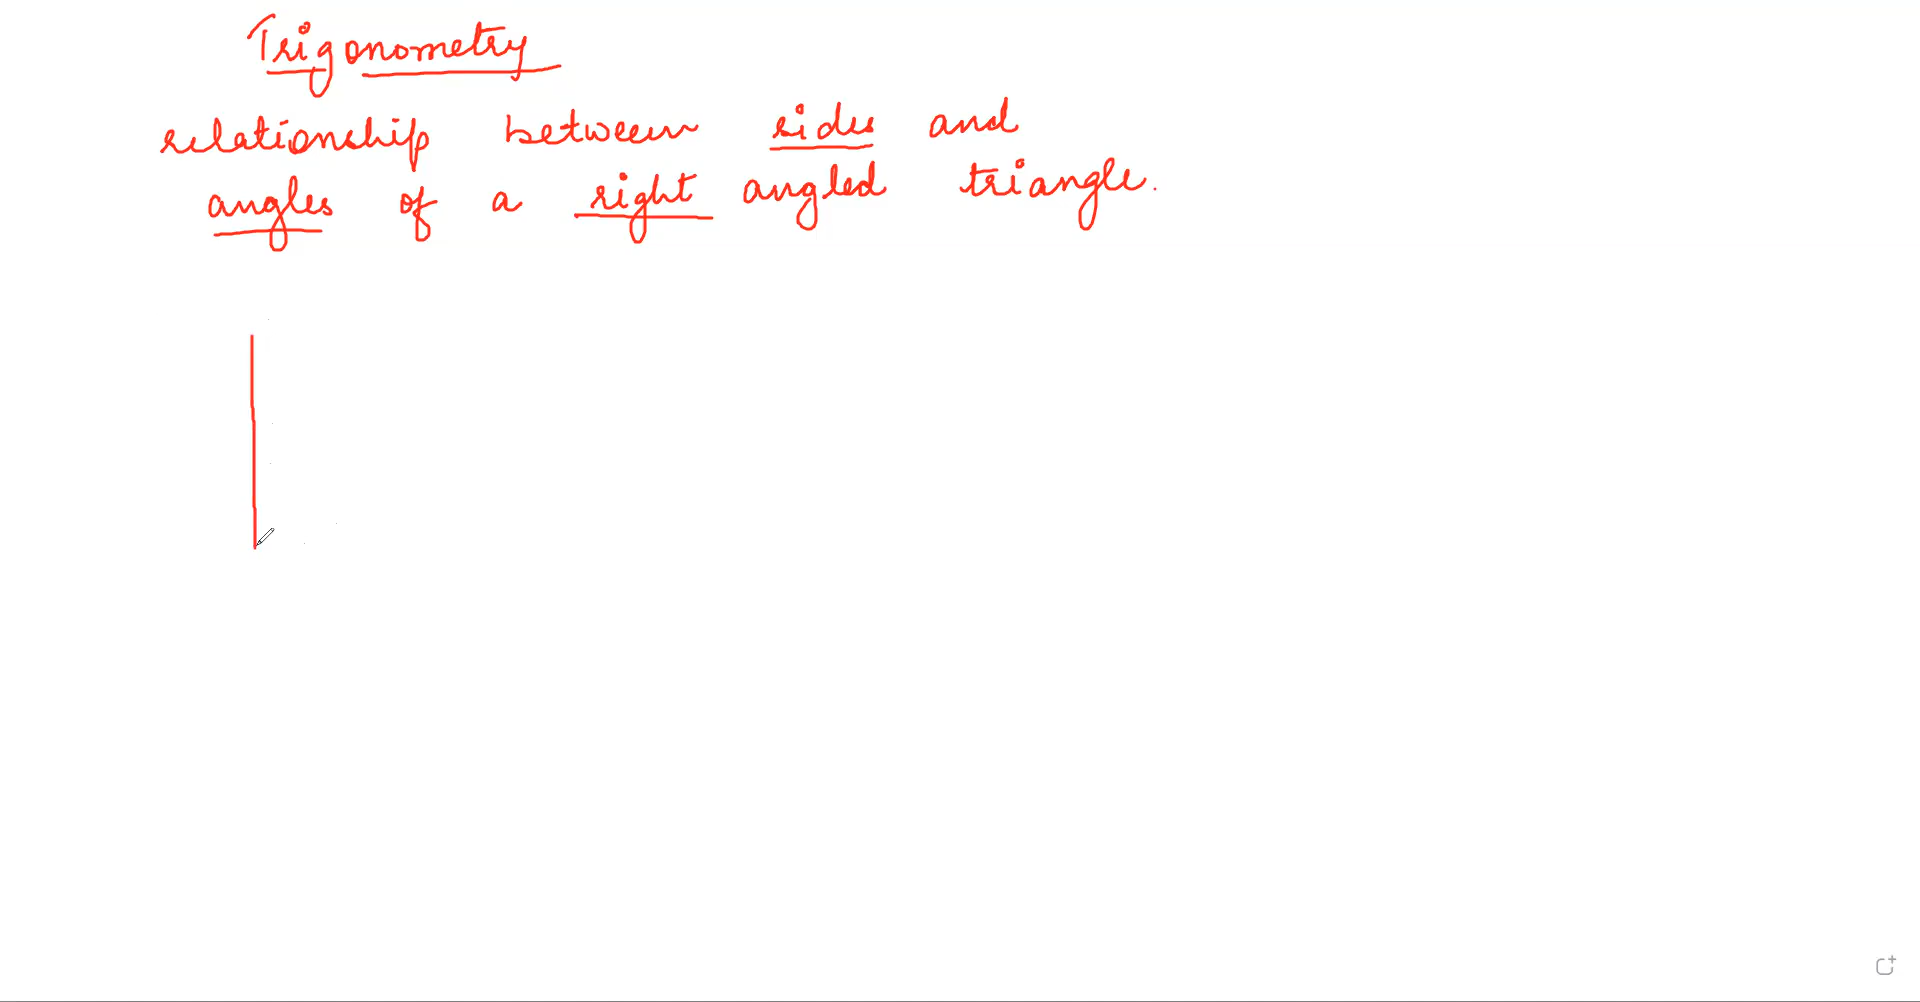 Trigonometry
relationship between sides and
angles of a right angled triangle.